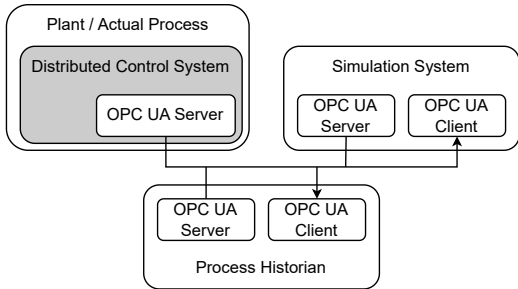 Plant / Actual Process
Distributed Control System
OPC UA Server
Simulation System
OPC UA
Server
OPC UA
Client
OPC UA
Server
OPC UA
Client
Process Historian